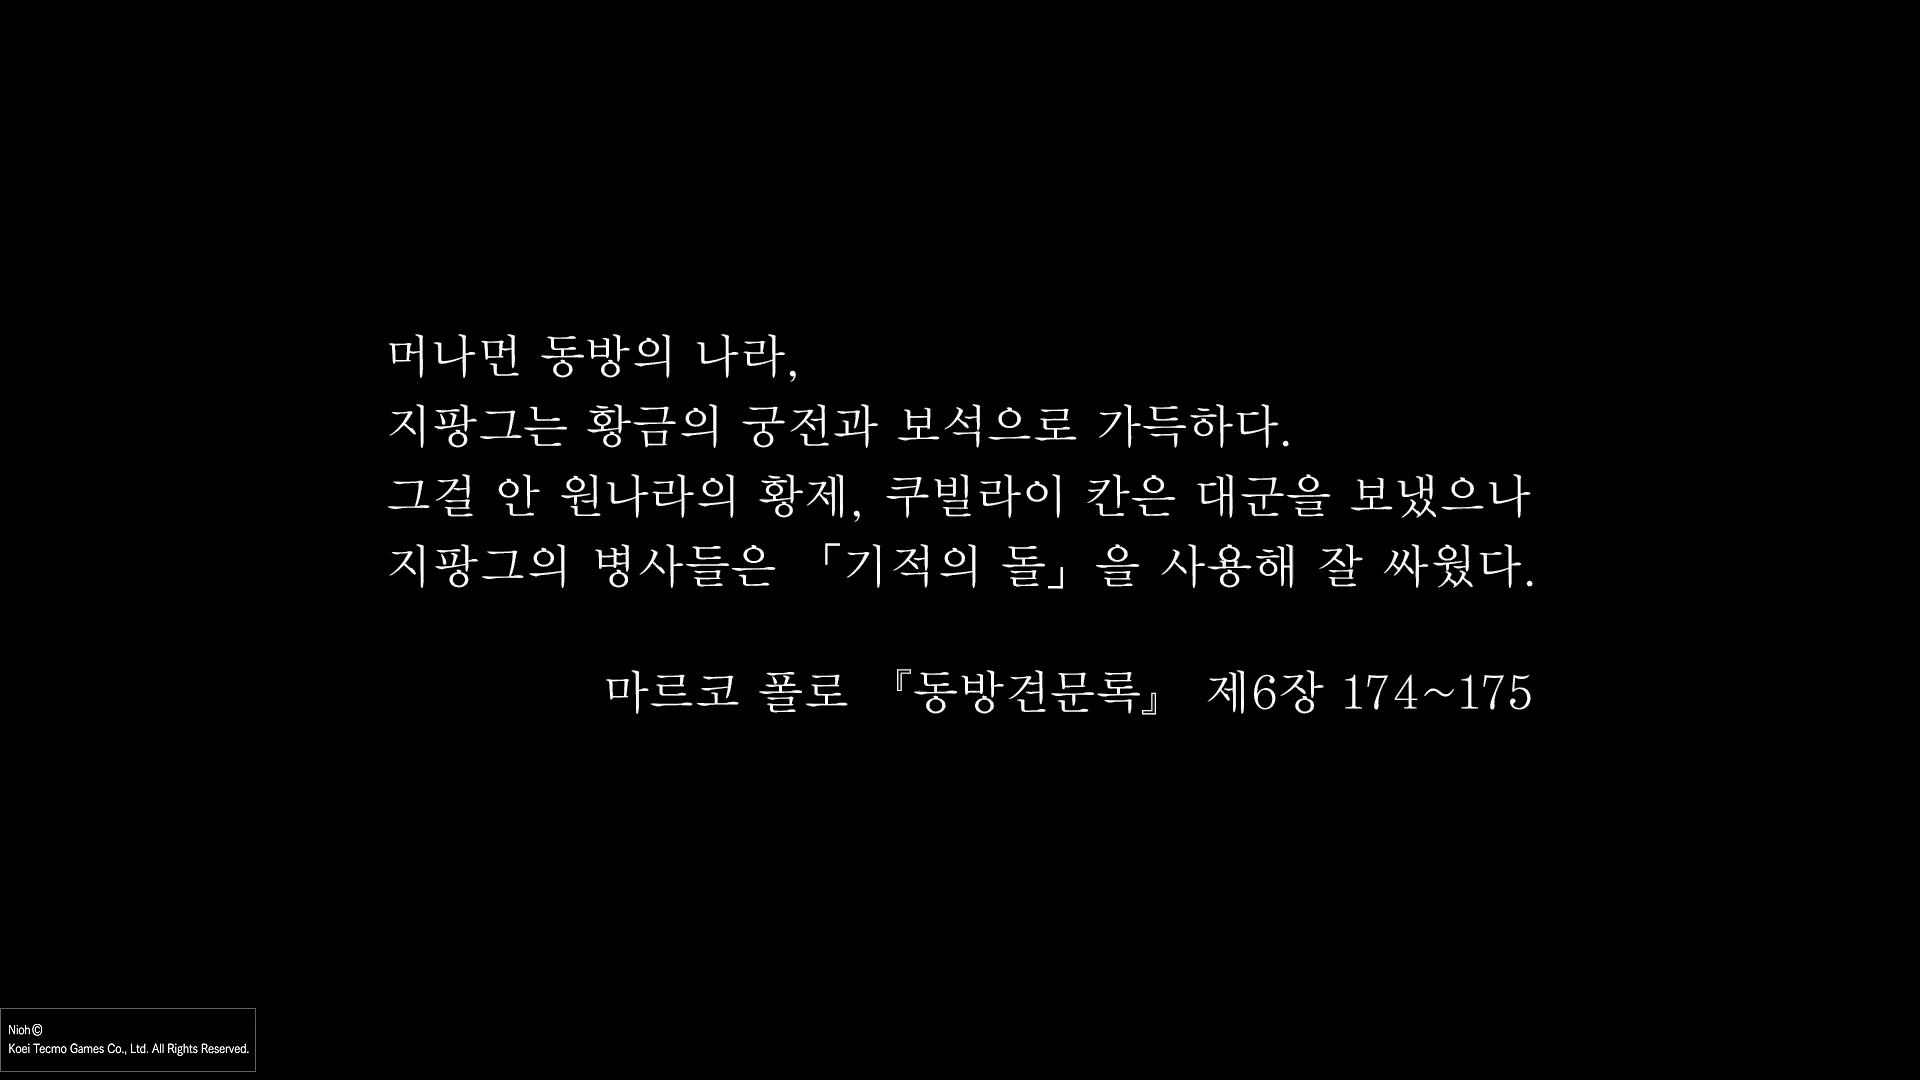 머나먼 동방의 나라,
지팡그는 황금의 궁전과 보석으로 가득하다.
그걸 안 원나라의 황제, 쿠빌라이 칸은 대군을 보냈으나
지팡그의 병사들은 「기적의 돌」을 사용해 잘 싸웠다.
마르코 폴로 『동방견문록』 제6장 174~175
Nioh©
Koei Tecmo Games Co., Ltd. All Rights Reserved.